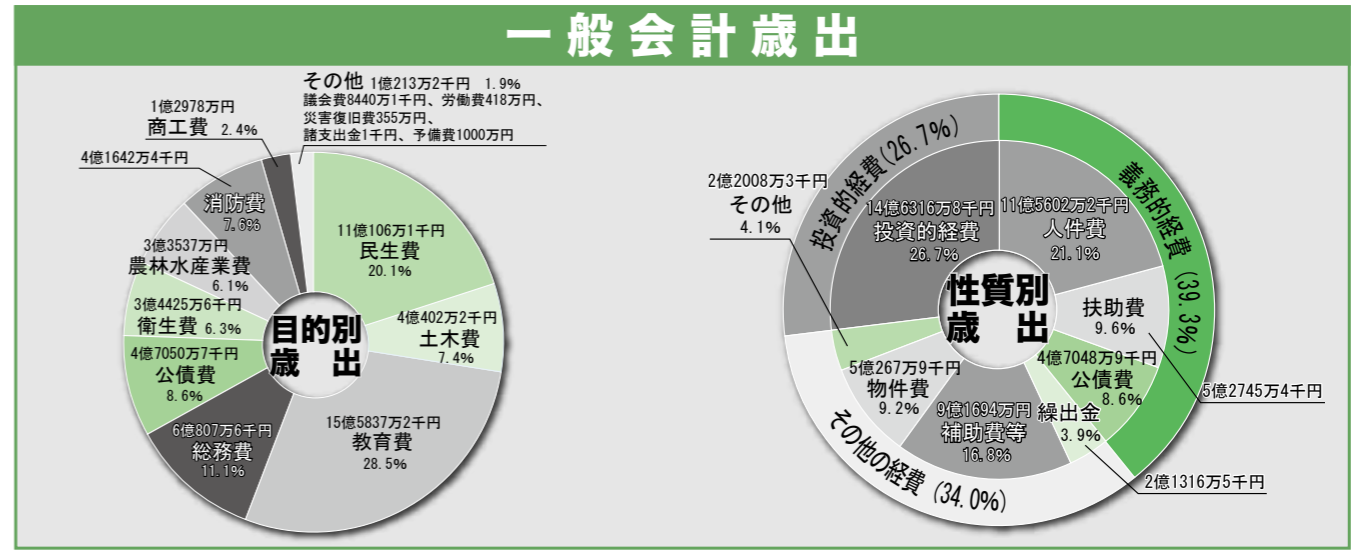 一般会計歳出
その他 1億213万2千円 1.9%
議会費8440万1千円、労働費418万円、
災害復旧費355万円、
諸支出金1千円、予備費1000万円
1億2978万円
商工費 2.4%
4億1642万4千円
消防費
7.6%
3億3537万円
農林水産業費
6.1%
3億4425万6千円
衛生費 6.3%
4億7050万7千円
公債費
8.6%
6億807万6千円
総務費
11.1%
15億5837万2千円
教育費
28.5%
4億402万2千円
土木費
7.4%
11億106万1千円
民生費
20.1%
目的別
歳出
投資的経費(26.7%)
義務的経費(39.3%)
その他の経費(34.0%)
14億6316万8千円
投資的経費
26.7%
11億5602万2千円
人件費
21.1%
扶助費
9.6%
5億2745万4千円
4億7048万9千円
公債費
8.6%
繰出金
3.9%
2億1316万5千円
9億1694万円
補助費等
16.8%
5億267万9千円
物件費
9.2%
2億2008万3千円
その他
4.1%
性質別
歳出